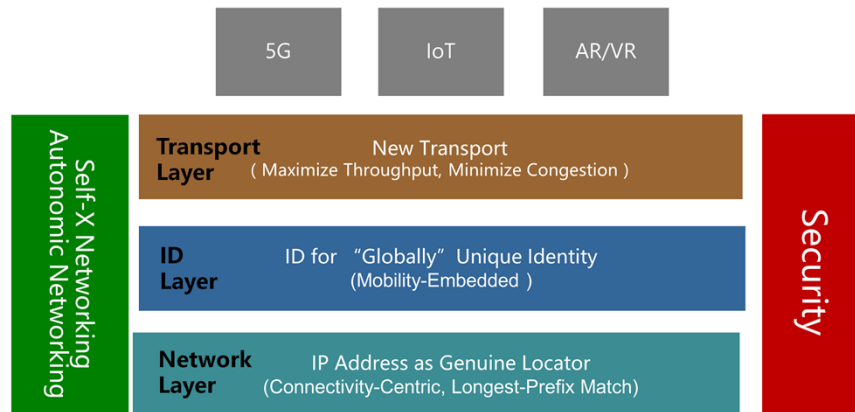 5G
IoT
AR/VR
Self-X Networking
Autonomic Networking
Transport
Layer
New Transport
( Maximize Throughput, Minimize Congestion )
ID
Layer
ID for “Globally” Unique Identity
(Mobility-Embedded )
Network
Layer
IP Address as Genuine Locator
(Connectivity-Centric, Longest-Prefix Match)
Security